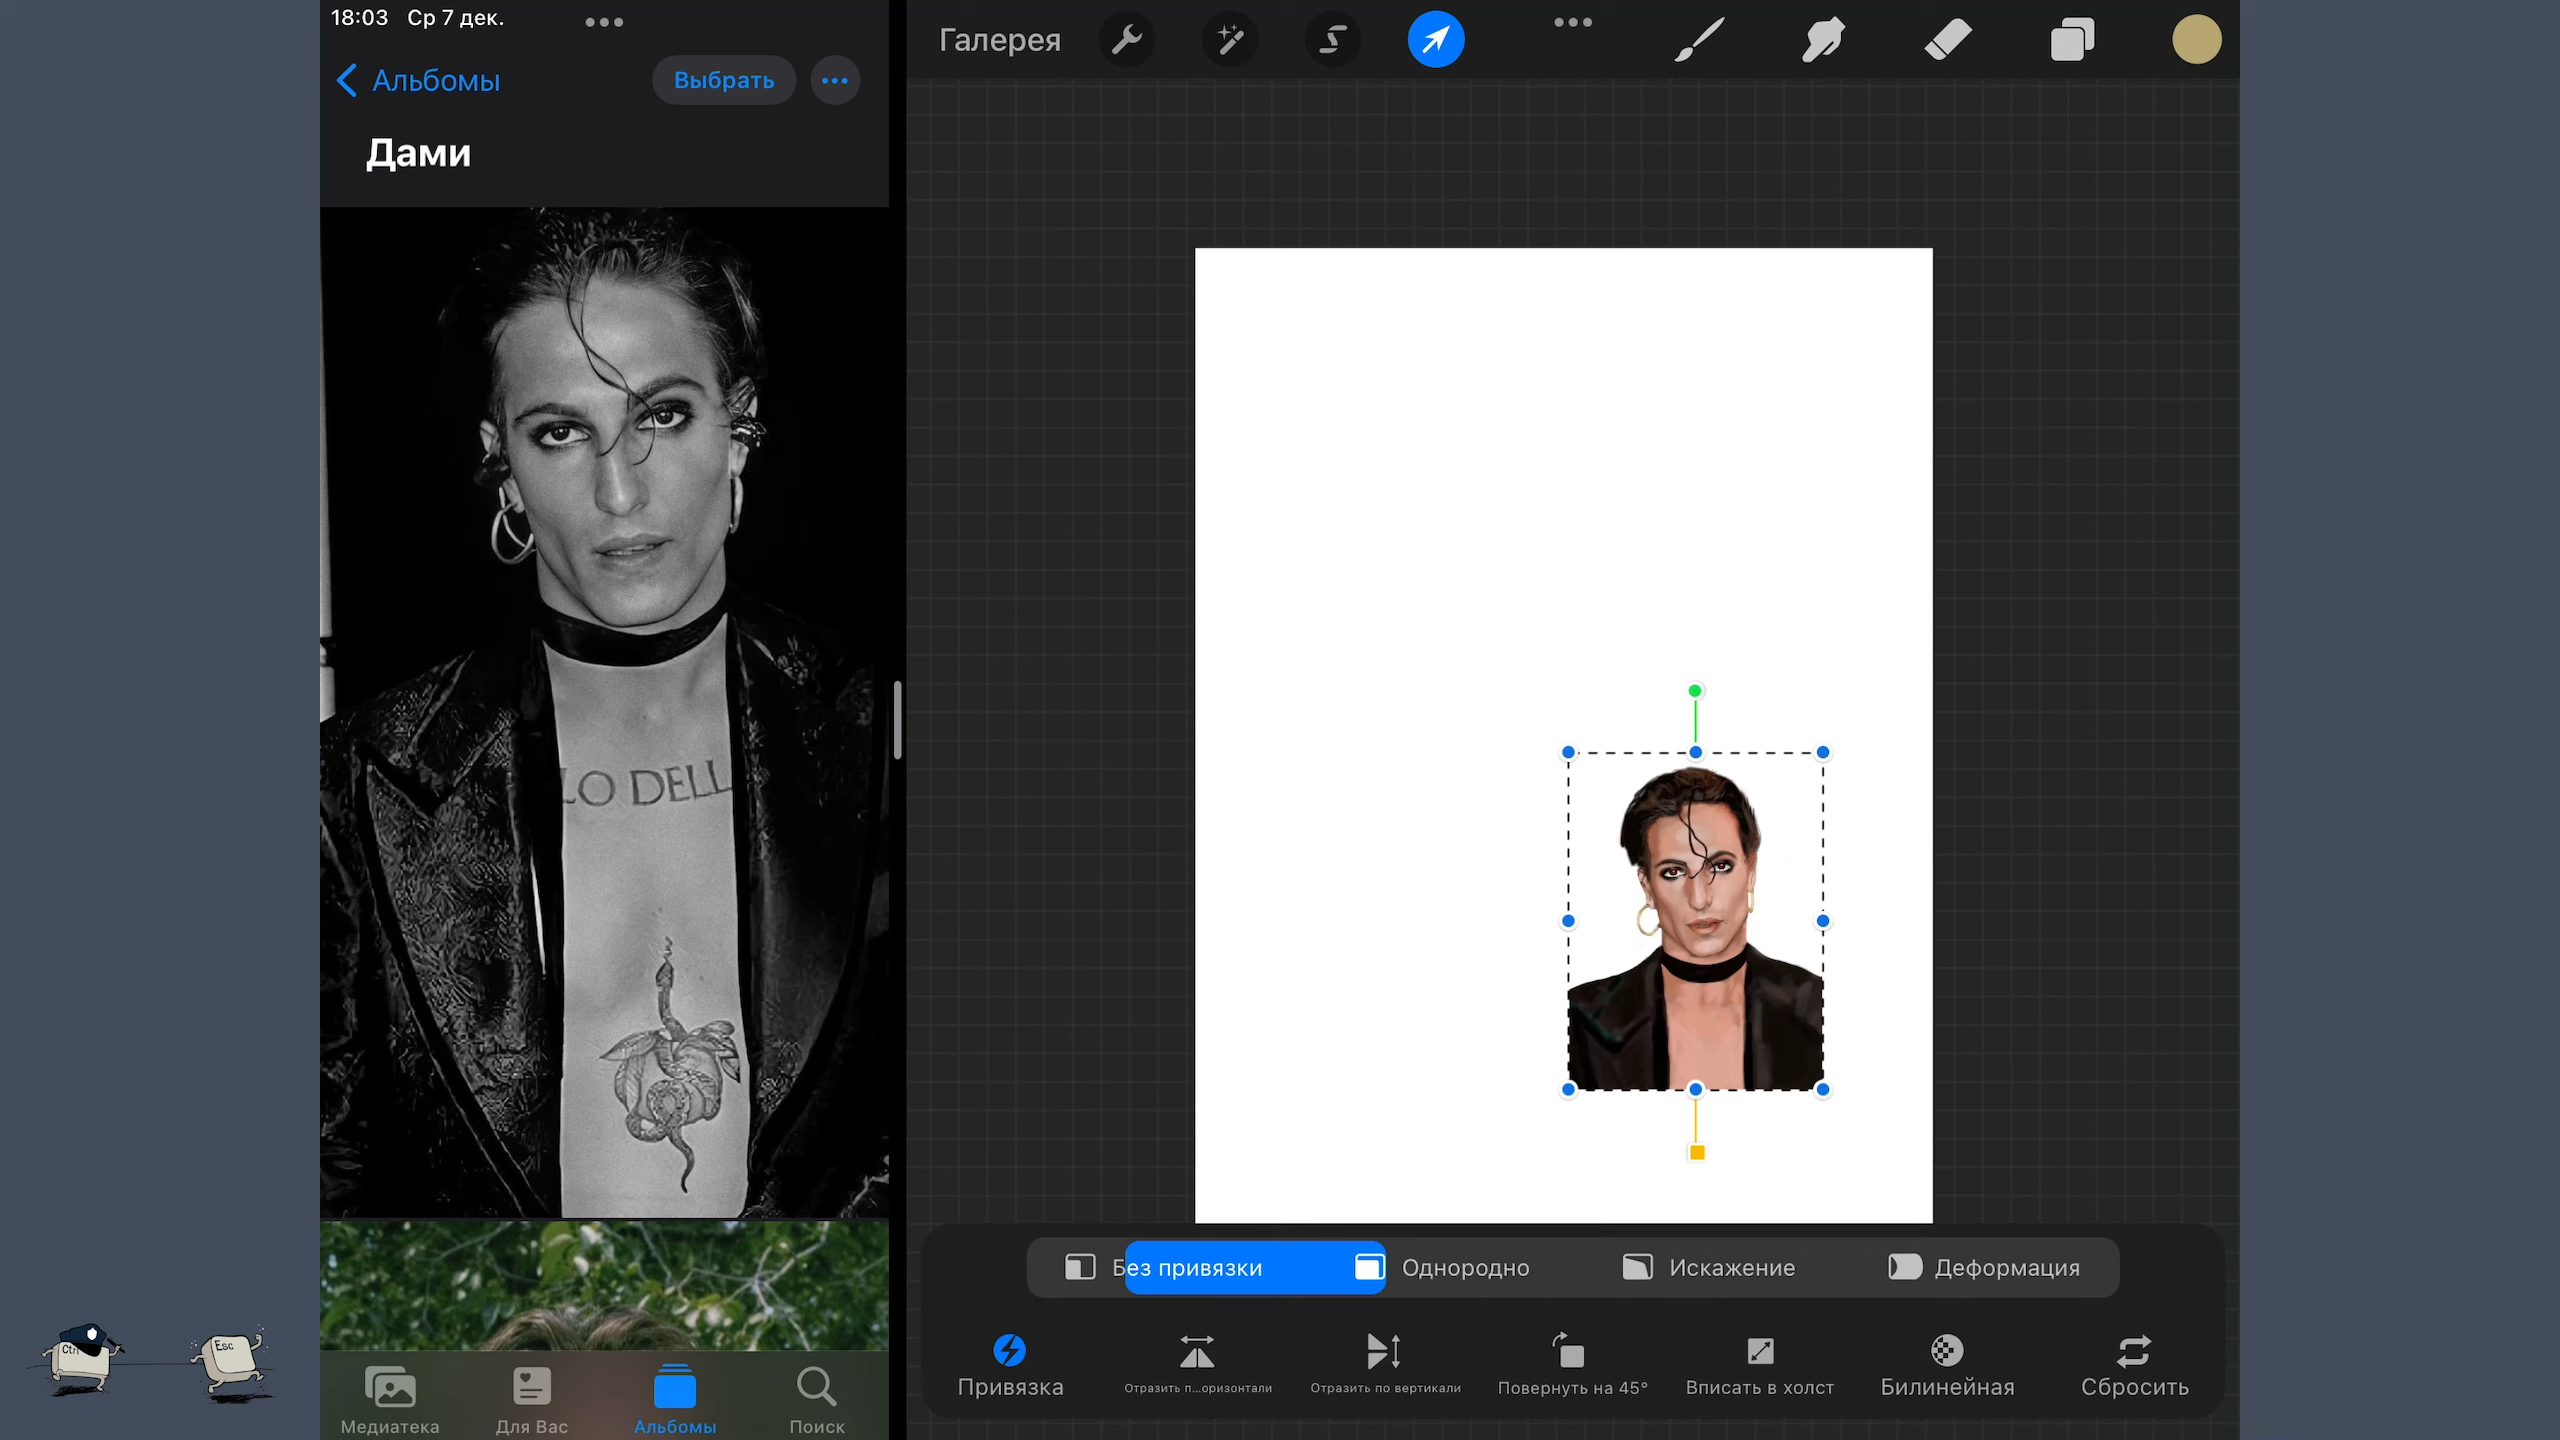 18:03 Ср 7 дек.
Альбомы
Выбрать
Дами
LO DELL
Медиатека
Для Вас
Альбомы
Поиск
Галерея
Без привязки
Однородно
Искажение
Деформация
Привязка
Отразить п...оризонтали
Отразить по вертикали
Повернуть на 45°
Вписать в холст
Билинейная
Сбросить
Ctrl
Esc